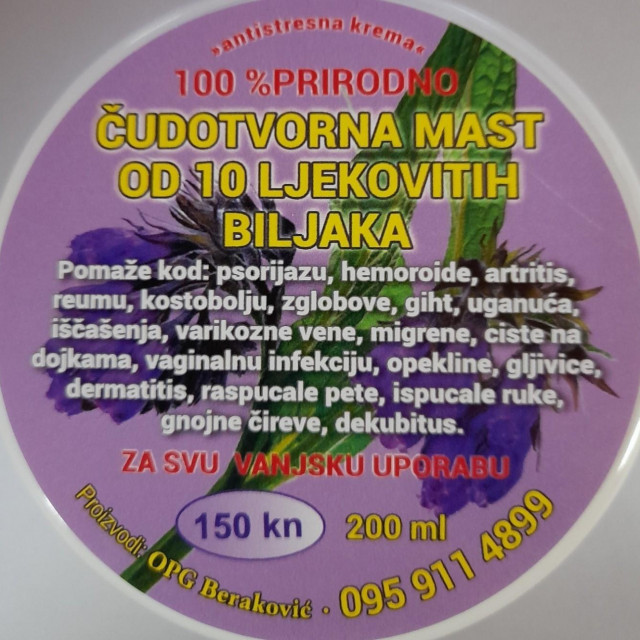 »antistresna krema«
100 %PRIRODNO
ČUDOTVORNA MAST
OD 10 LJEKOVITIH
BILJAKA
Pomaže kod: psorijazu, hemoroide, artritis,
reumu, kostobolju, zglobove, giht, uganuća,
iščašenja, varikozne vene, migrene, ciste na
dojkama, vaginalnu infekciju, opekline, gljivice,
dermatitis, raspucale pete, ispucale ruke,
gnojne čireve, dekubitus.
ZA SVU VANJSKU UPORABU
150 kn 200 ml
Proizvodi: OPG Beraković · 095 911 4899